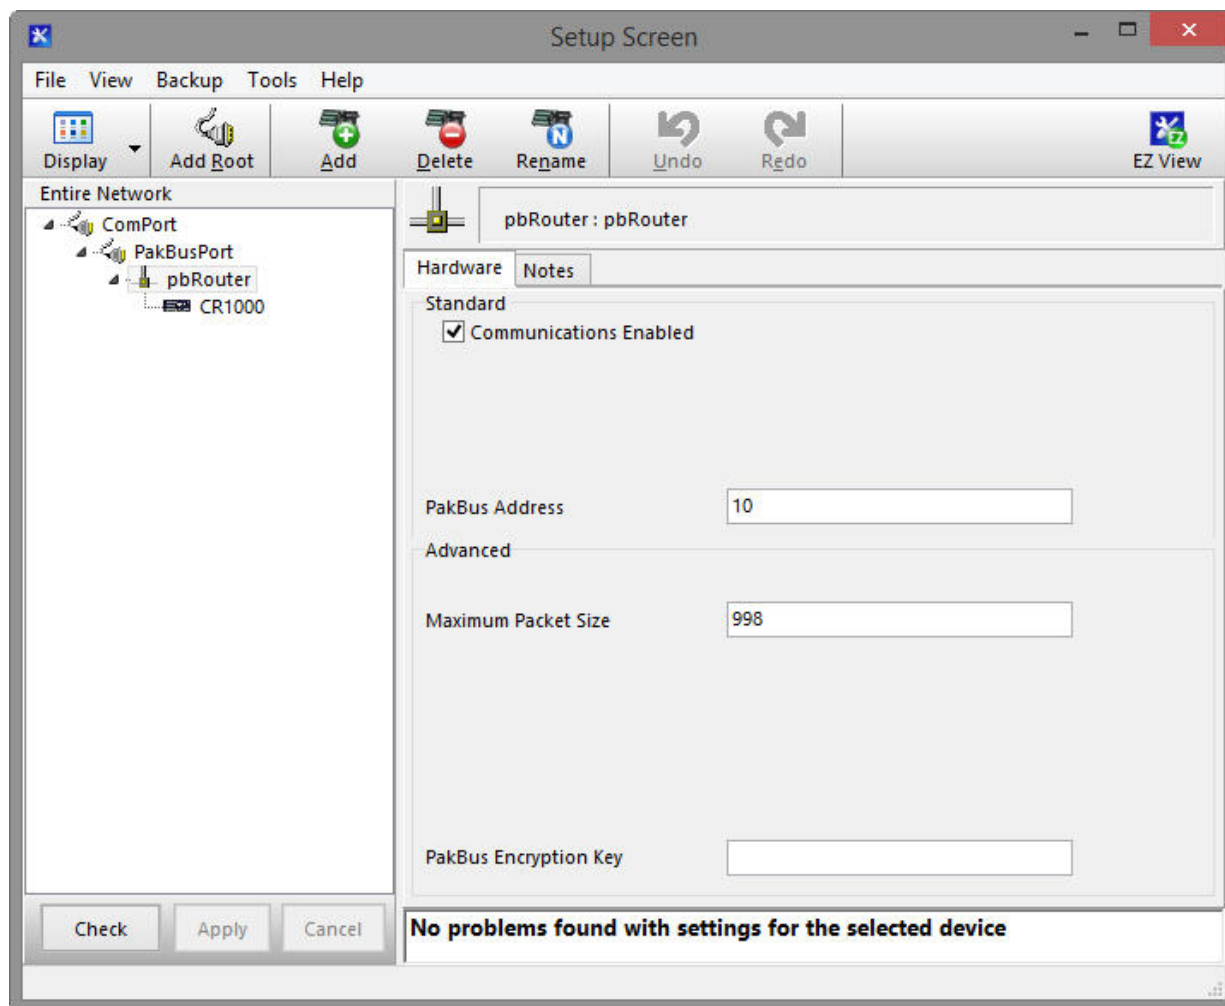 Setup Screen
File View Backup Tools Help
Display Add Root Add Delete Rename Undo Redo EZ View
Entire Network
ComPort
PakBusPort
pbRouter
CR1000
pbRouter : pbRouter
Hardware Notes
Standard
Communications Enabled
PakBus Address 10
Advanced
Maximum Packet Size 998
PakBus Encryption Key
Check Apply Cancel
No problems found with settings for the selected device